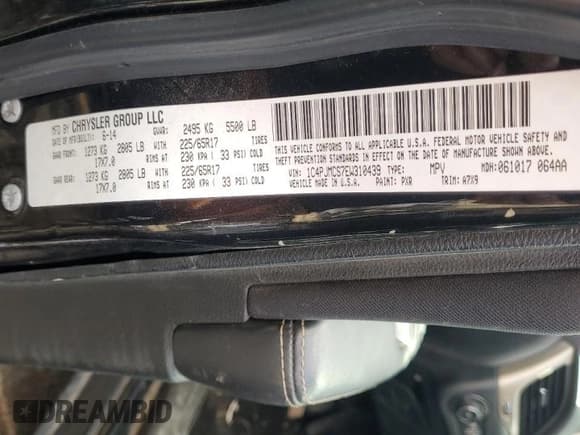 MFD BY CHRYSLER GROUP LLC
DATE OF MFR 6-14 GVWR: 2495 KG 5500 LB
GAWR FRONT: 1273 KG 2805 LB WITH 225/65R17 TIRES
17X7.0 RIMS AT 230 KPA ( 33 PSI) COLD
GAWR REAR: 1273 KG 2805 LB WITH 225/65R17 TIRES
17X7.0 RIMS AT 230 KPA ( 33 PSI) COLD
THIS VEHICLE CONFORMS TO ALL APPLICABLE U.S.A. FEDERAL MOTOR VEHICLE SAFETY AND
THEFT PREVENTION STANDARDS IN EFFECT ON THE DATE OF MANUFACTURE SHOWN ABOVE.
VIN: 1C4PJMCS7EW310439 TYPE: MPV MDH:061017 064AA
PAINT: PXR TRIM: A7X9
DREAMBID